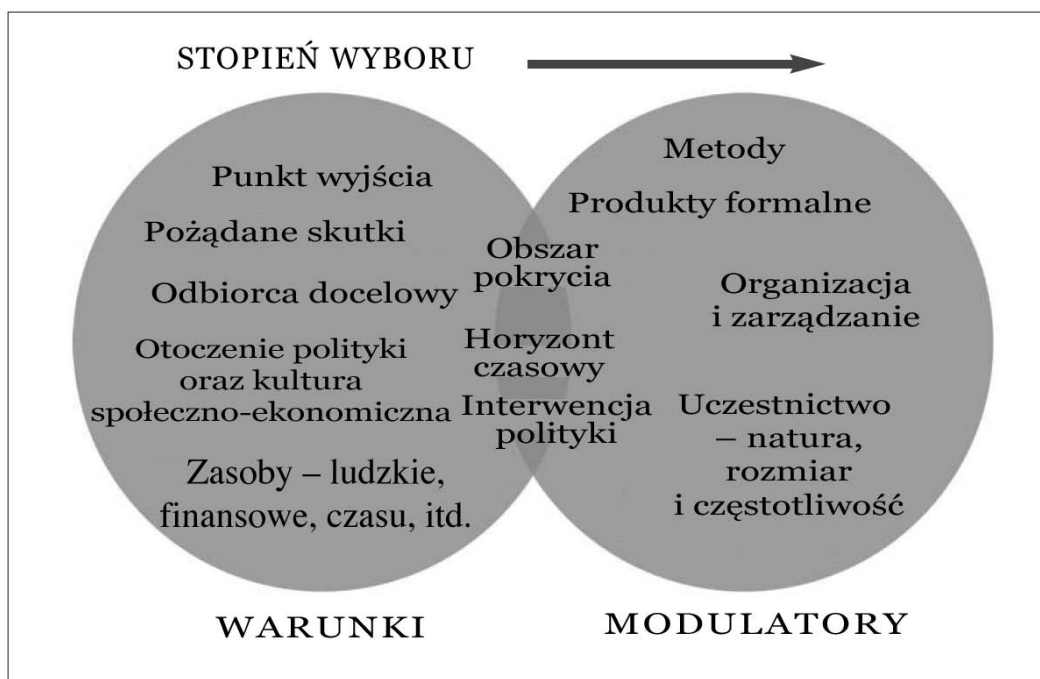 STOPIEŃ WYBORU
Punkt wyjścia
Pożądane skutki
Odbiorca docelowy
Otoczenie polityki
oraz kultura
społeczno-ekonomiczna
Zasoby – ludzkie,
finansowe, czasu, itd.
Obszar
pokrycia
Horyzont
czasowy
Interwencja
polityki
Metody
Produkty formalne
Organizacja
i zarządzanie
Uczestnictwo
– natura,
rozmiar
i częstotliwość
WARUNKI
MODULATORY